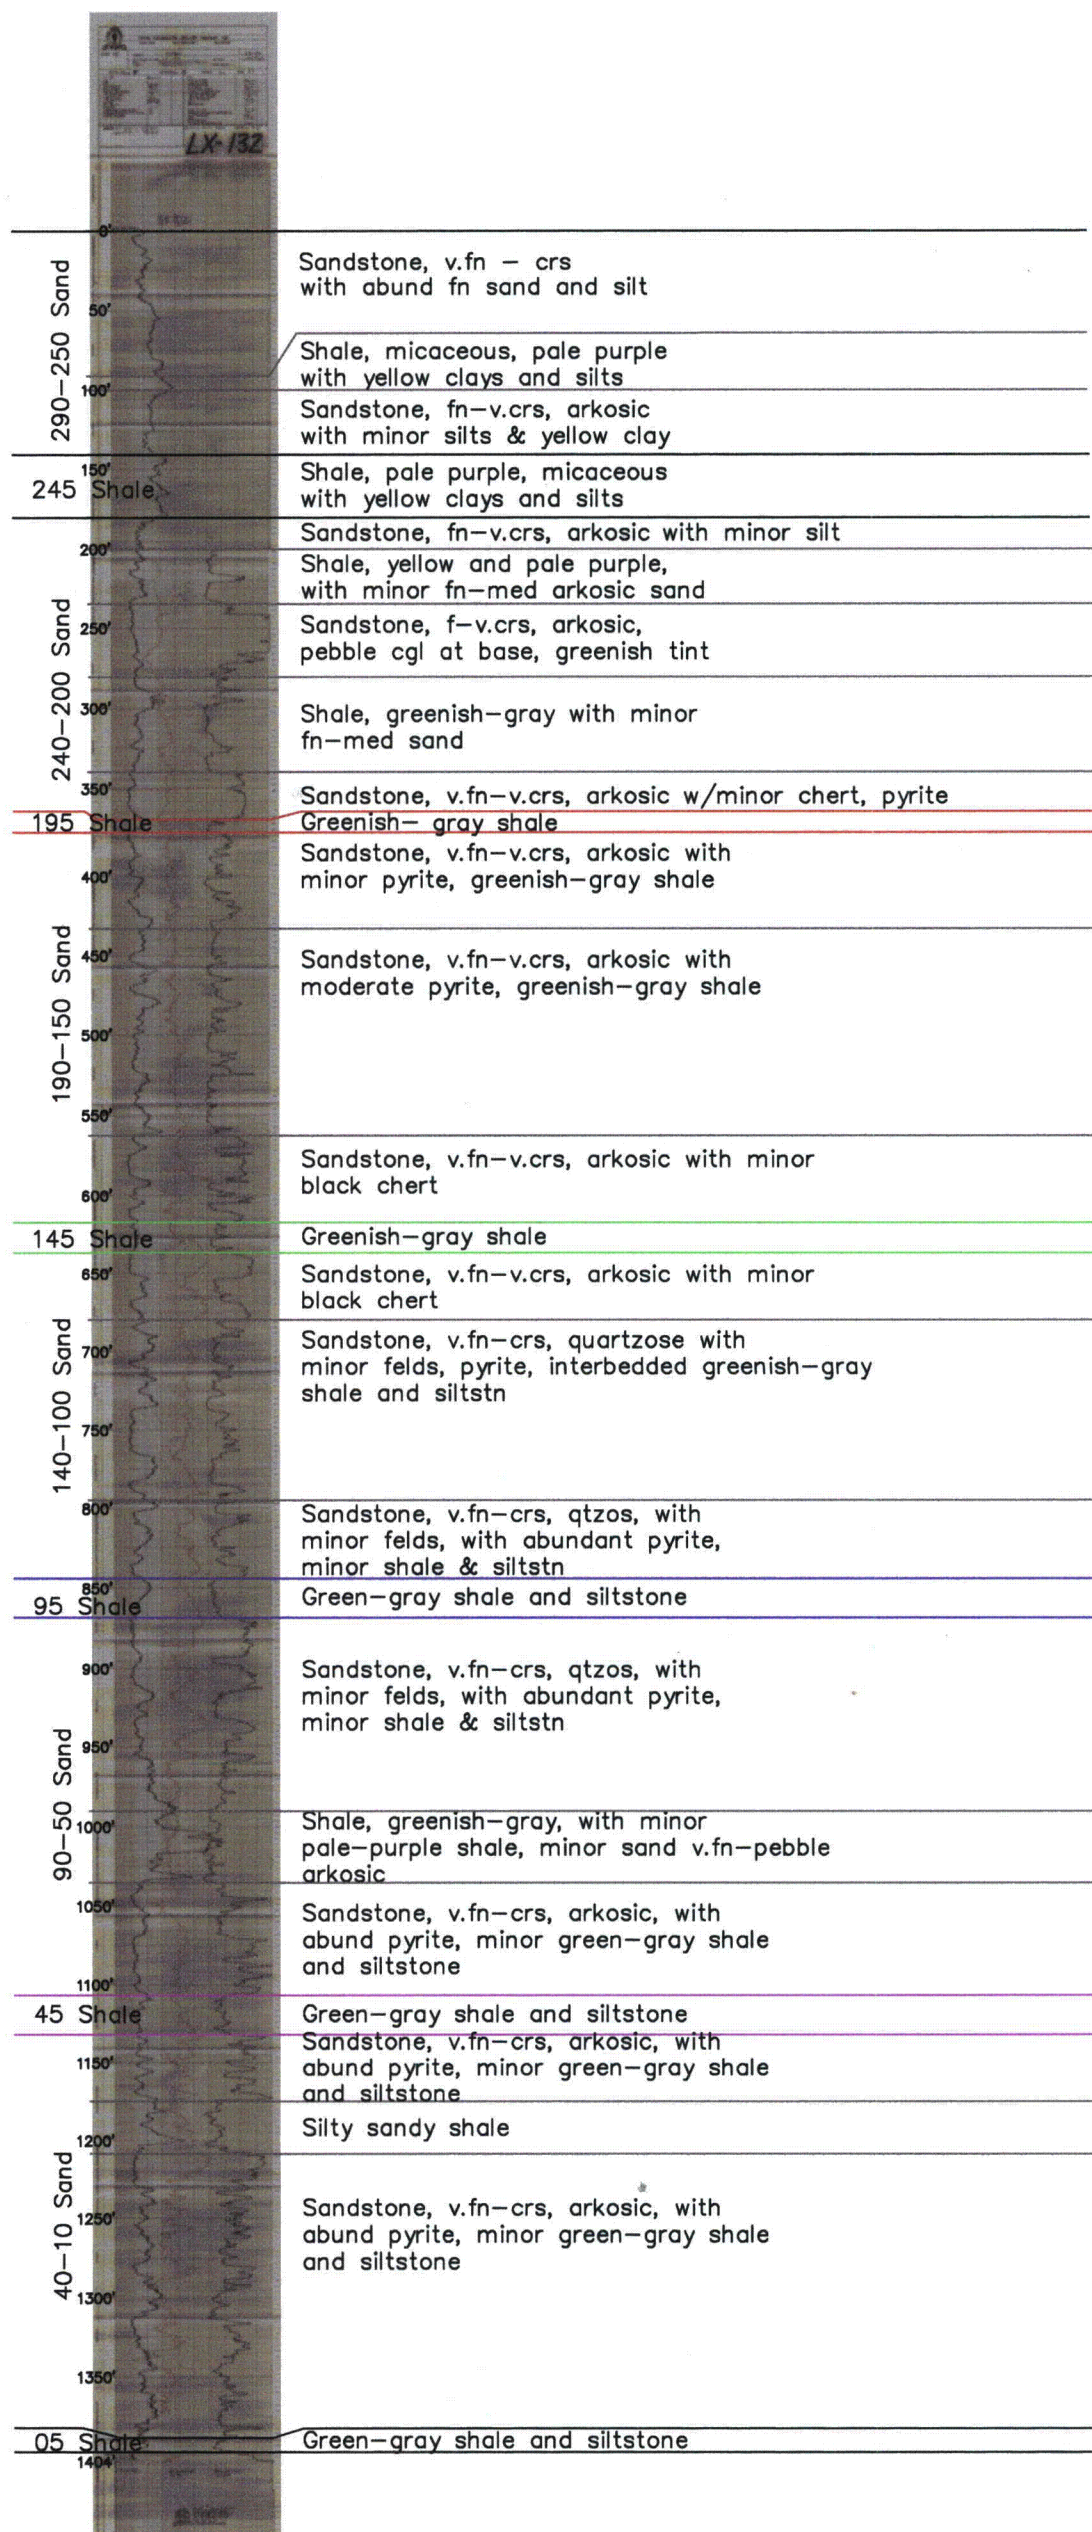 LX-132
0'
290-250 Sand
Sandstone, v.fn - crs
with abund fn sand and silt
50'
Shale, micaceous, pale purple
with yellow clays and silts
100'
Sandstone, fn-v.crs, arkosic
with minor silts & yellow clay
150'
245 Shale
Shale, pale purple, micaceous
with yellow clays and silts
Sandstone, fn-v.crs, arkosic with minor silt
200'
Shale, yellow and pale purple,
with minor fn-med arkosic sand
240-200 Sand
250'
Sandstone, f-v.crs, arkosic,
pebble cgl at base, greenish tint
300'
Shale, greenish-gray with minor
fn-med sand
350'
Sandstone, v.fn-v.crs, arkosic w/minor chert, pyrite
195 Shale
Greenish- gray shale
Sandstone, v.fn-v.crs, arkosic with
minor pyrite, greenish-gray shale
400'
190-150 Sand
450'
Sandstone, v.fn-v.crs, arkosic with
moderate pyrite, greenish-gray shale
500'
550'
Sandstone, v.fn-v.crs, arkosic with minor
black chert
600'
145 Shale
Greenish-gray shale
650'
Sandstone, v.fn-v.crs, arkosic with minor
black chert
140-100 Sand
700'
Sandstone, v.fn-crs, quartzose with
minor felds, pyrite, interbedded greenish-gray
shale and siltstn
750'
800'
Sandstone, v.fn-crs, qtzos, with
minor felds, with abundant pyrite,
minor shale & siltstn
850'
95 Shale
Green-gray shale and siltstone
900'
Sandstone, v.fn-crs, qtzos, with
minor felds, with abundant pyrite,
minor shale & siltstn
90-50 Sand
950'
1000'
Shale, greenish-gray, with minor
pale-purple shale, minor sand v.fn-pebble
arkosic
1050'
Sandstone, v.fn-crs, arkosic, with
abund pyrite, minor green-gray shale
and siltstone
1100'
45 Shale
Green-gray shale and siltstone
Sandstone, v.fn-crs, arkosic, with
abund pyrite, minor green-gray shale
and siltstone
1150'
Silty sandy shale
1200'
40-10 Sand
1250'
Sandstone, v.fn-crs, arkosic, with
abund pyrite, minor green-gray shale
and siltstone
1300'
1350'
05 Shale
Green-gray shale and siltstone
1404'